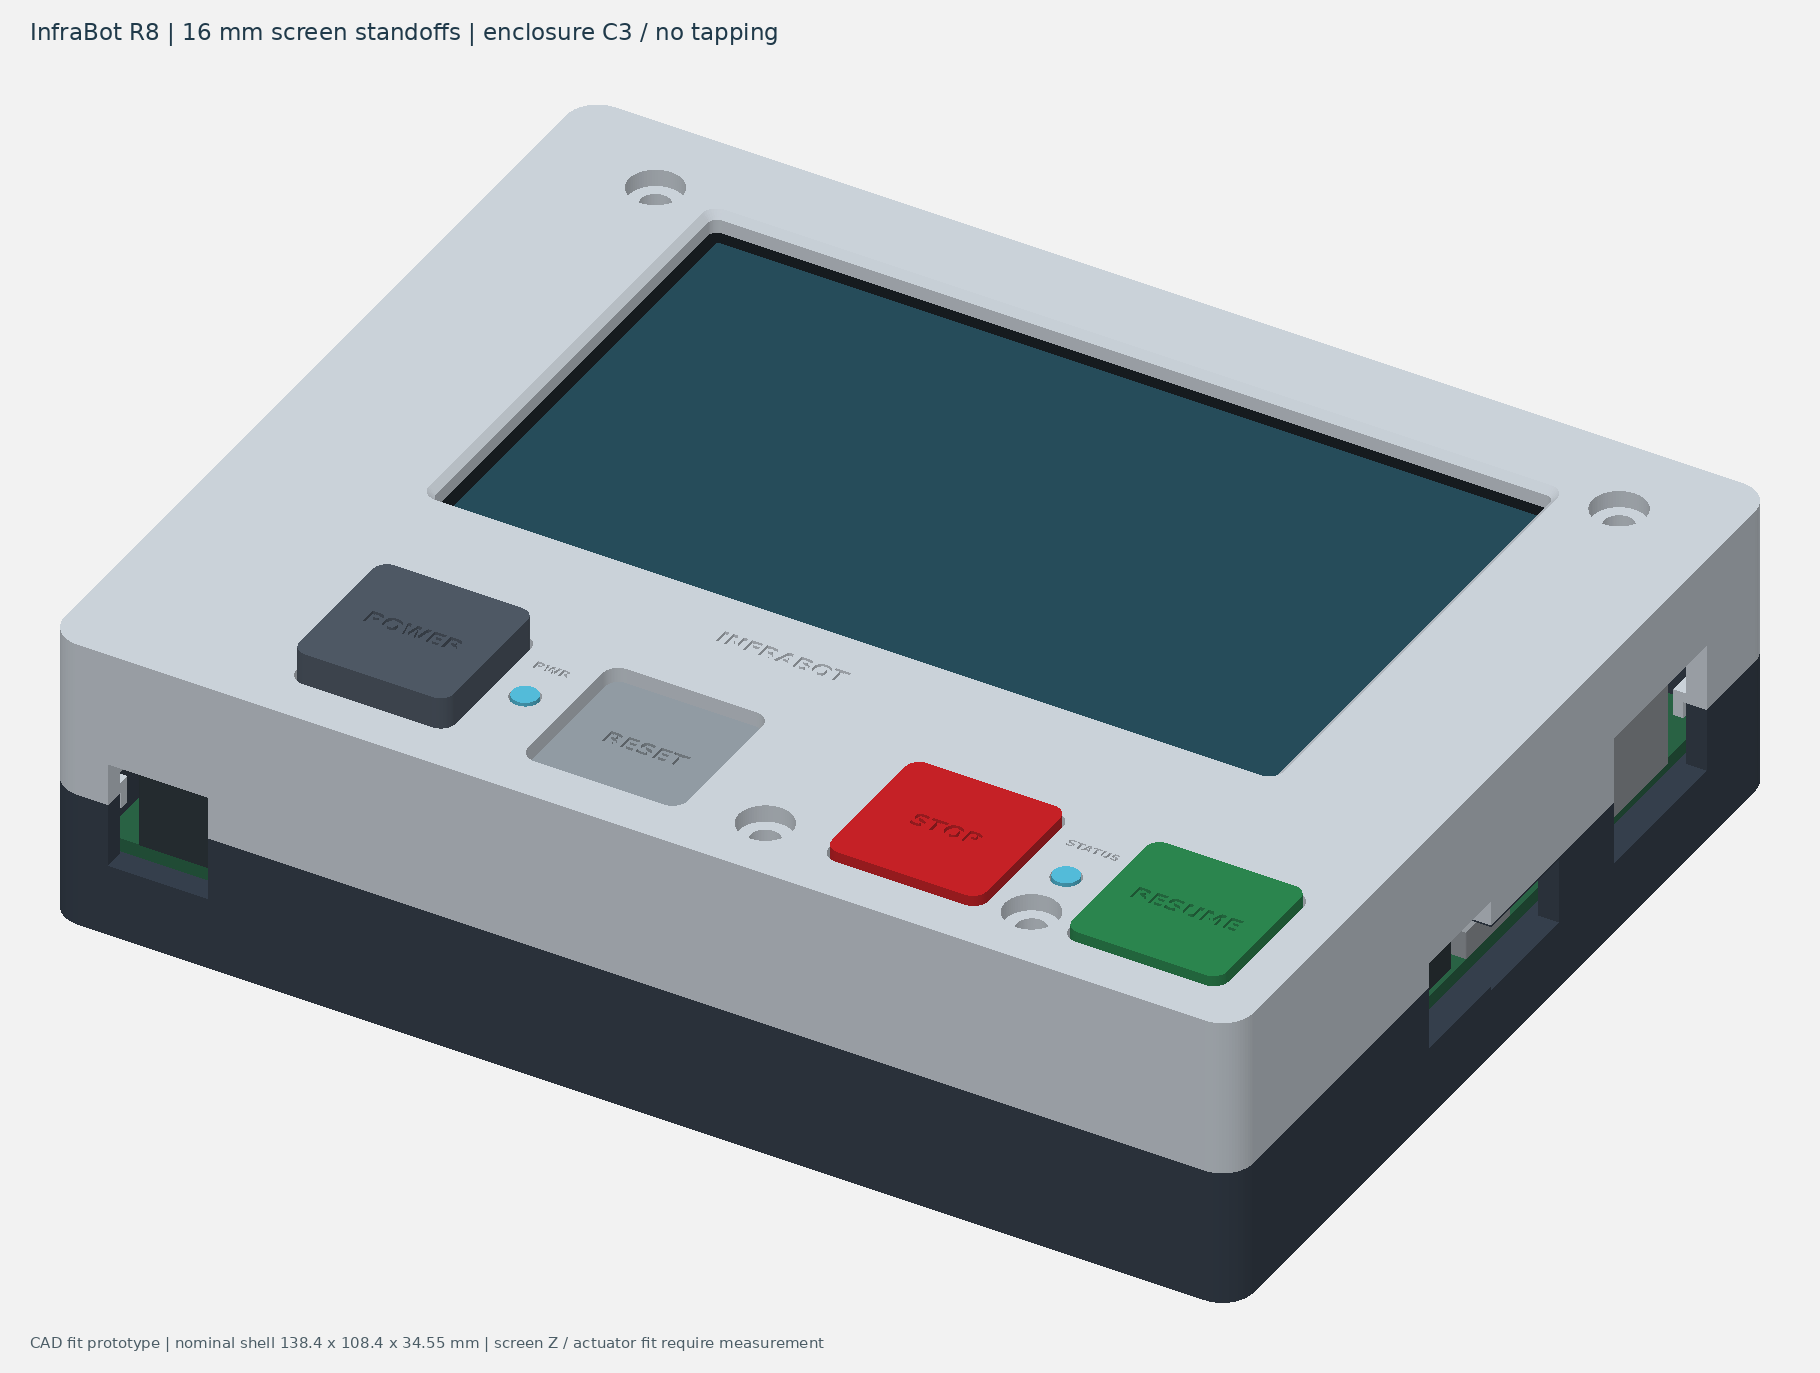 InfraBot R8 | 16 mm screen standoffs | enclosure C3 / no tapping
POWER
PWR
INFRABOT
RESET
STOP
STATUS
RESUME
CAD fit prototype | nominal shell 138.4 x 108.4 x 34.55 mm | screen Z / actuator fit require measurement